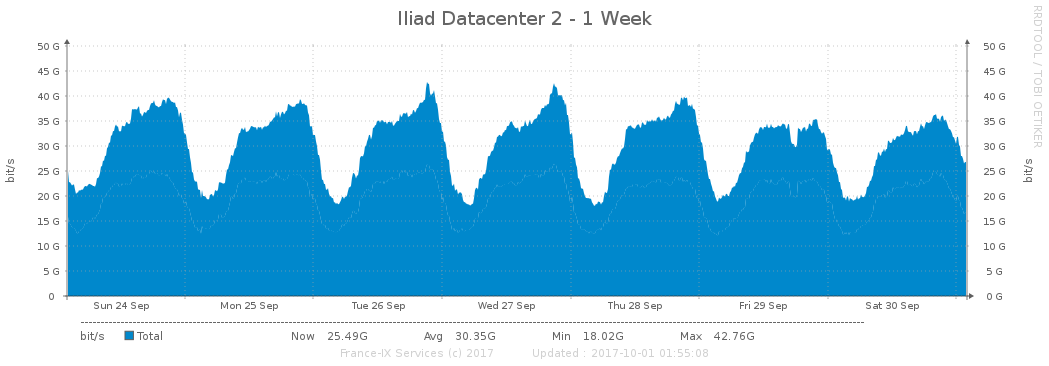 Iliad Datacenter 2 - 1 Week
RRDTOOL / TOBI OETIKER
50 G 50 G
45 G 45 G
40 G 40 G
35 G 35 G
30 G 30 G
25 G 25 G
20 G 20 G
15 G 15 G
10 G 10 G
5 G 5 G
0 0 G
bit/s bit/s
Sun 24 Sep Mon 25 Sep Tue 26 Sep Wed 27 Sep Thu 28 Sep Fri 29 Sep Sat 30 Sep
bit/s Total Now 25.49G Avg 30.35G Min 18.02G Max 42.76G
France-IX Services (c) 2017 Updated : 2017-10-01 01:55:08